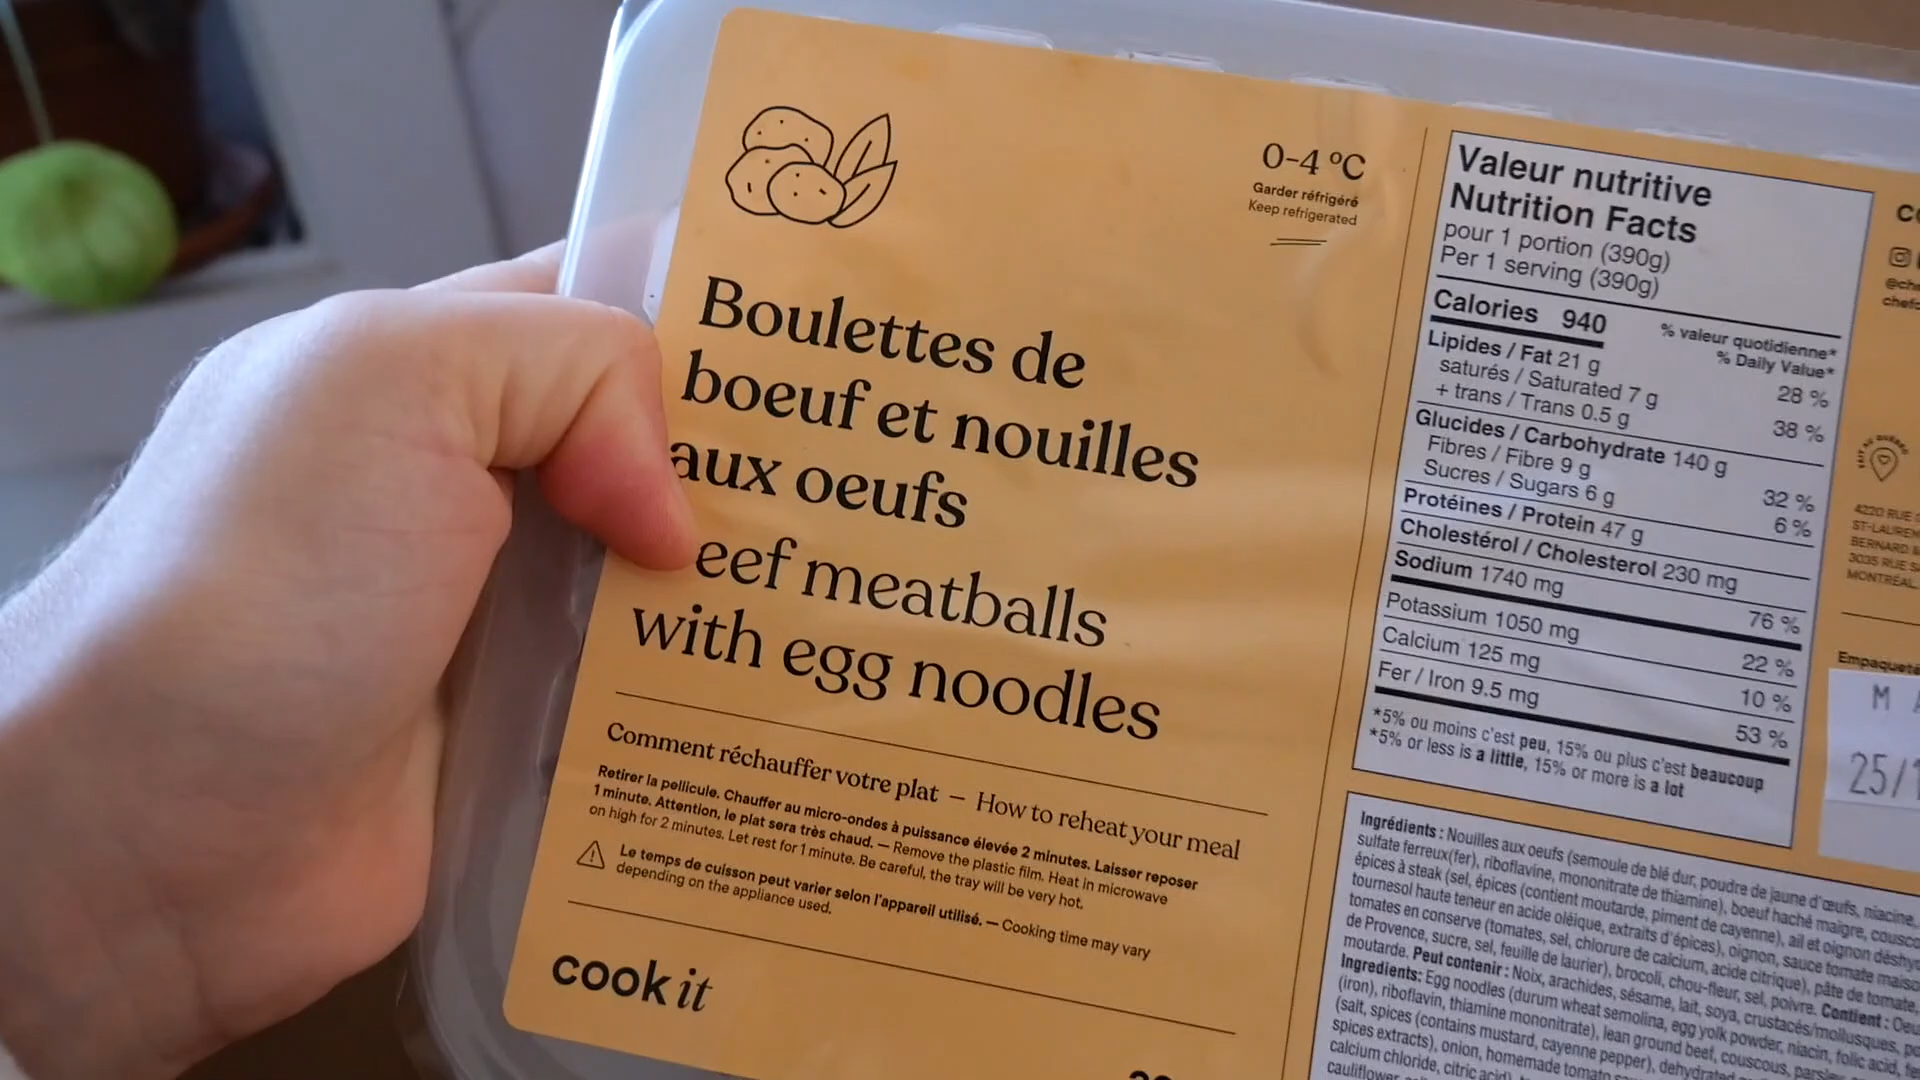 0-4 °C
Garder réfrigéré
Keep refrigerated
Boulettes de
boeuf et nouilles
aux oeufs
eef meatballs
with egg noodles
Comment réchauffer votre plat – How to reheat your meal
Retirer la pellicule. Chauffer au micro-ondes à puissance élevée 2 minutes. Laisser reposer
1 minute. Attention, le plat sera très chaud. – Remove the plastic film. Heat in microwave
on high for 2 minutes. Let rest for 1 minute. Be careful, the tray will be very hot.
Le temps de cuisson peut varier selon l'appareil utilisé. – Cooking time may vary
depending on the appliance used.
cookit
Valeur nutritive
Nutrition Facts
pour 1 portion (390g)
Per 1 serving (390g)
Calories 940
% valeur quotidienne*
% Daily Value*
Lipides / Fat 21 g 28 %
saturés / Saturated 7 g
+ trans / Trans 0.5 g 38 %
Glucides / Carbohydrate 140 g
Fibres / Fibre 9 g 32 %
Sucres / Sugars 6 g 6 %
Protéines / Protein 47 g
Cholestérol / Cholesterol 230 mg
Sodium 1740 mg 76 %
Potassium 1050 mg 22 %
Calcium 125 mg 10 %
Fer / Iron 9.5 mg 53 %
*5% ou moins c'est peu, 15% ou plus c'est beaucoup
*5% or less is a little, 15% or more is a lot
Ingrédients : Nouilles aux oeufs (semoule de blé dur, poudre de jaune d'œufs, niacine,
sulfate ferreux(fer), riboflavine, mononitrate de thiamine), boeuf haché maigre,
épices à steak (sel, épices (contient moutarde, piment de cayenne), ail et oignon
tournesol haute teneur en acide oléique, extraits d'épices), oignon, sauce tomate
tomates en conserve (tomates, sel, chlorure de calcium, acide citrique), pâte de tomate,
de Provence, sucre, sel, feuille de laurier), brocoli, chou-fleur, sel, poivre. Contient :
moutarde. Peut contenir : Noix, arachides, sésame, lait, soya, crustacés/mollusques,
Ingredients: Egg noodles (durum wheat semolina, egg yolk powder, niacin, folic acid,
(iron), riboflavin, thiamine mononitrate), lean ground beef, couscous,
(salt, spices (contains mustard, cayenne pepper), dehydrated
spices extracts), onion, homemade tomato
calcium chloride, citric acid),
cauliflower,
4220 RUE
ST-LAUREN
BERNARD
3035 RUE S
MONTRÉAL
Empaqueté
M
25/1